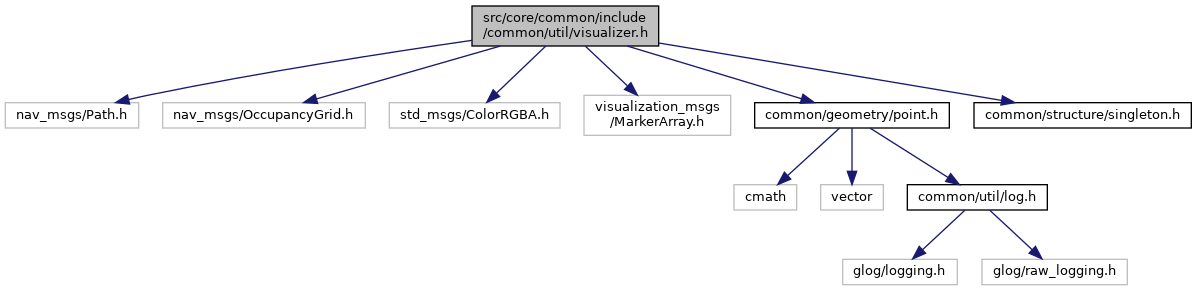 src/core/common/include
/common/util/visualizer.h
nav_msgs/Path.h
nav_msgs/OccupancyGrid.h
std_msgs/ColorRGBA.h
visualization_msgs
/MarkerArray.h
common/geometry/point.h
common/structure/singleton.h
cmath
vector
common/util/log.h
glog/logging.h
glog/raw_logging.h